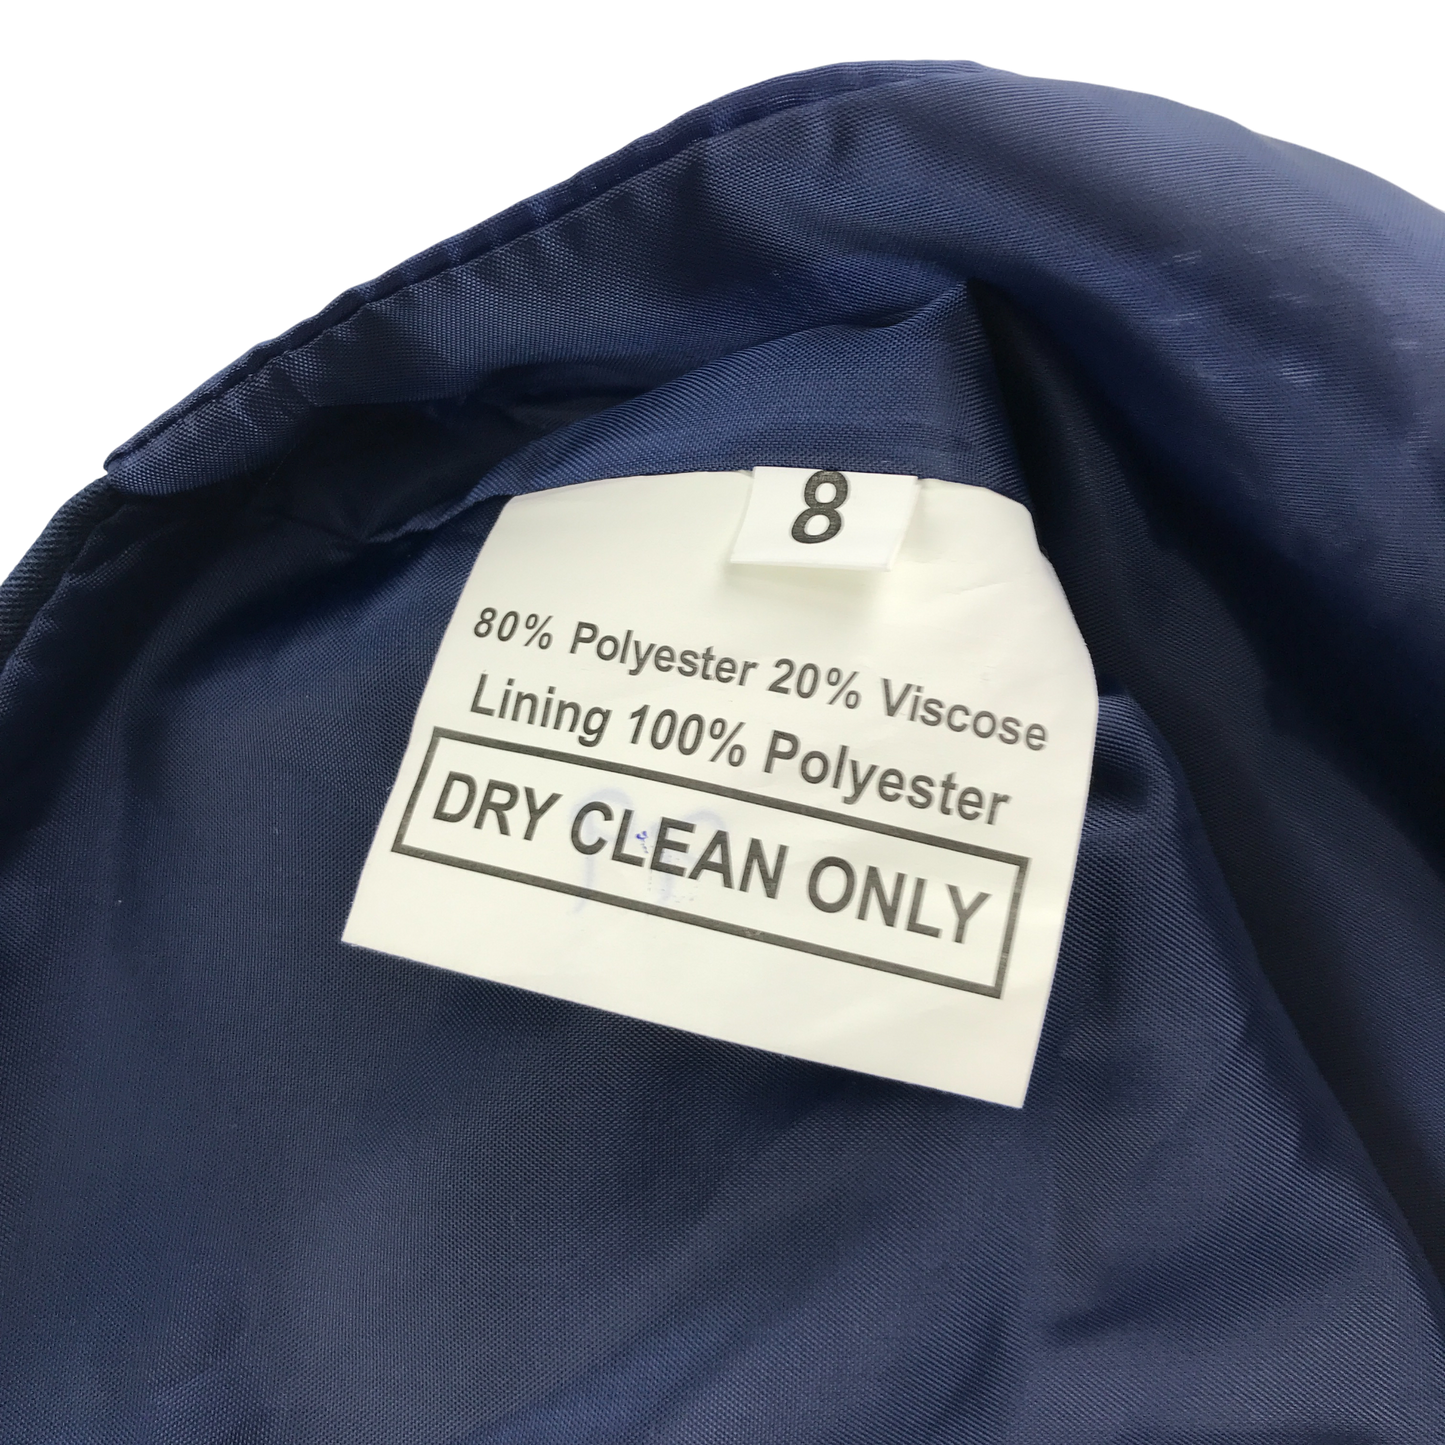 8
80% Polyester 20% Viscose
Lining 100% Polyester
DRY CLEAN ONLY